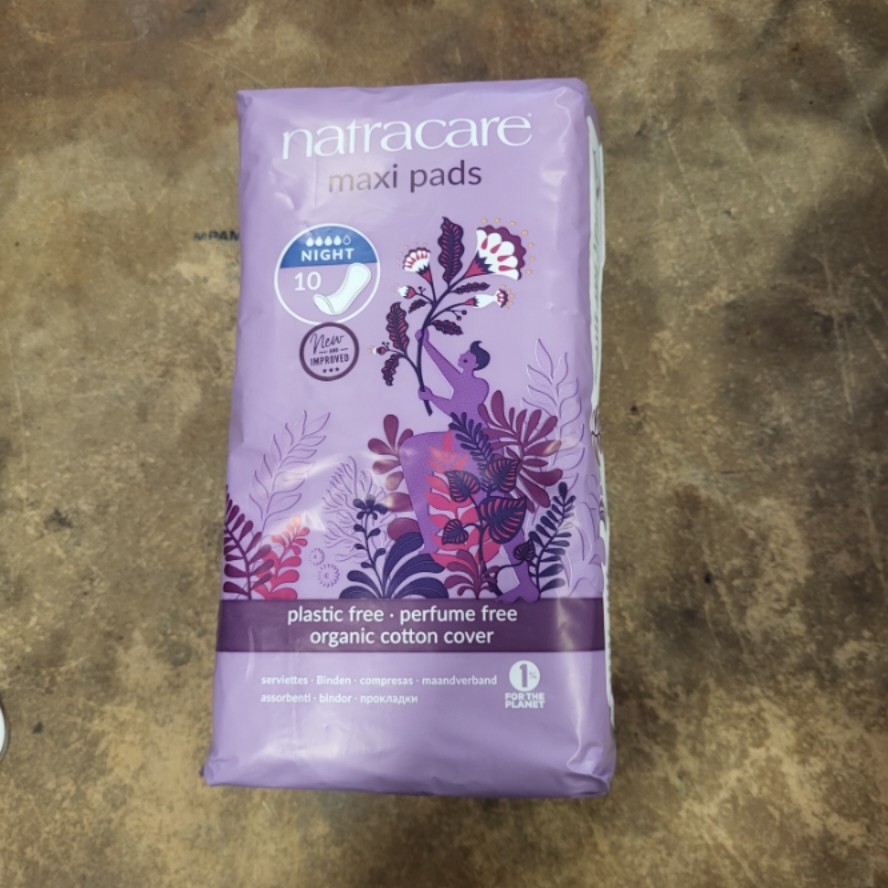 natracare
maxi pads
NIGHT
10
New
AND
IMPROVED
plastic free · perfume free
organic cotton cover
serviettes · Binden · compresas · maandverband
assorbenti · bindor · прокладки
1%
FOR THE
PLANET